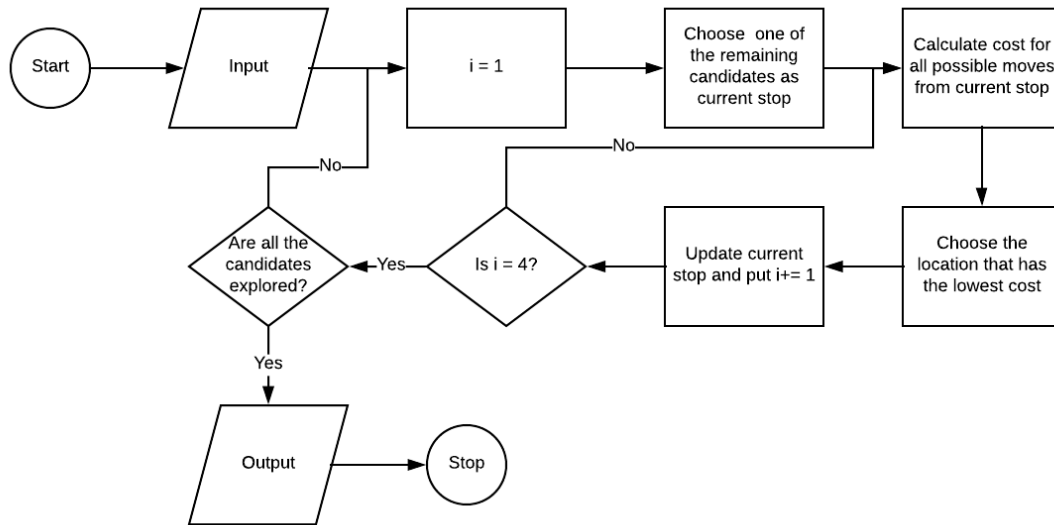 Start
Input
i = 1
Choose one of
the remaining
candidates as
current stop
Calculate cost for
all possible moves
from current stop
No
No
Are all the
candidates
explored?
Yes
Is i = 4?
Update current
stop and put i+= 1
Choose the
location that has
the lowest cost
Yes
Output
Stop